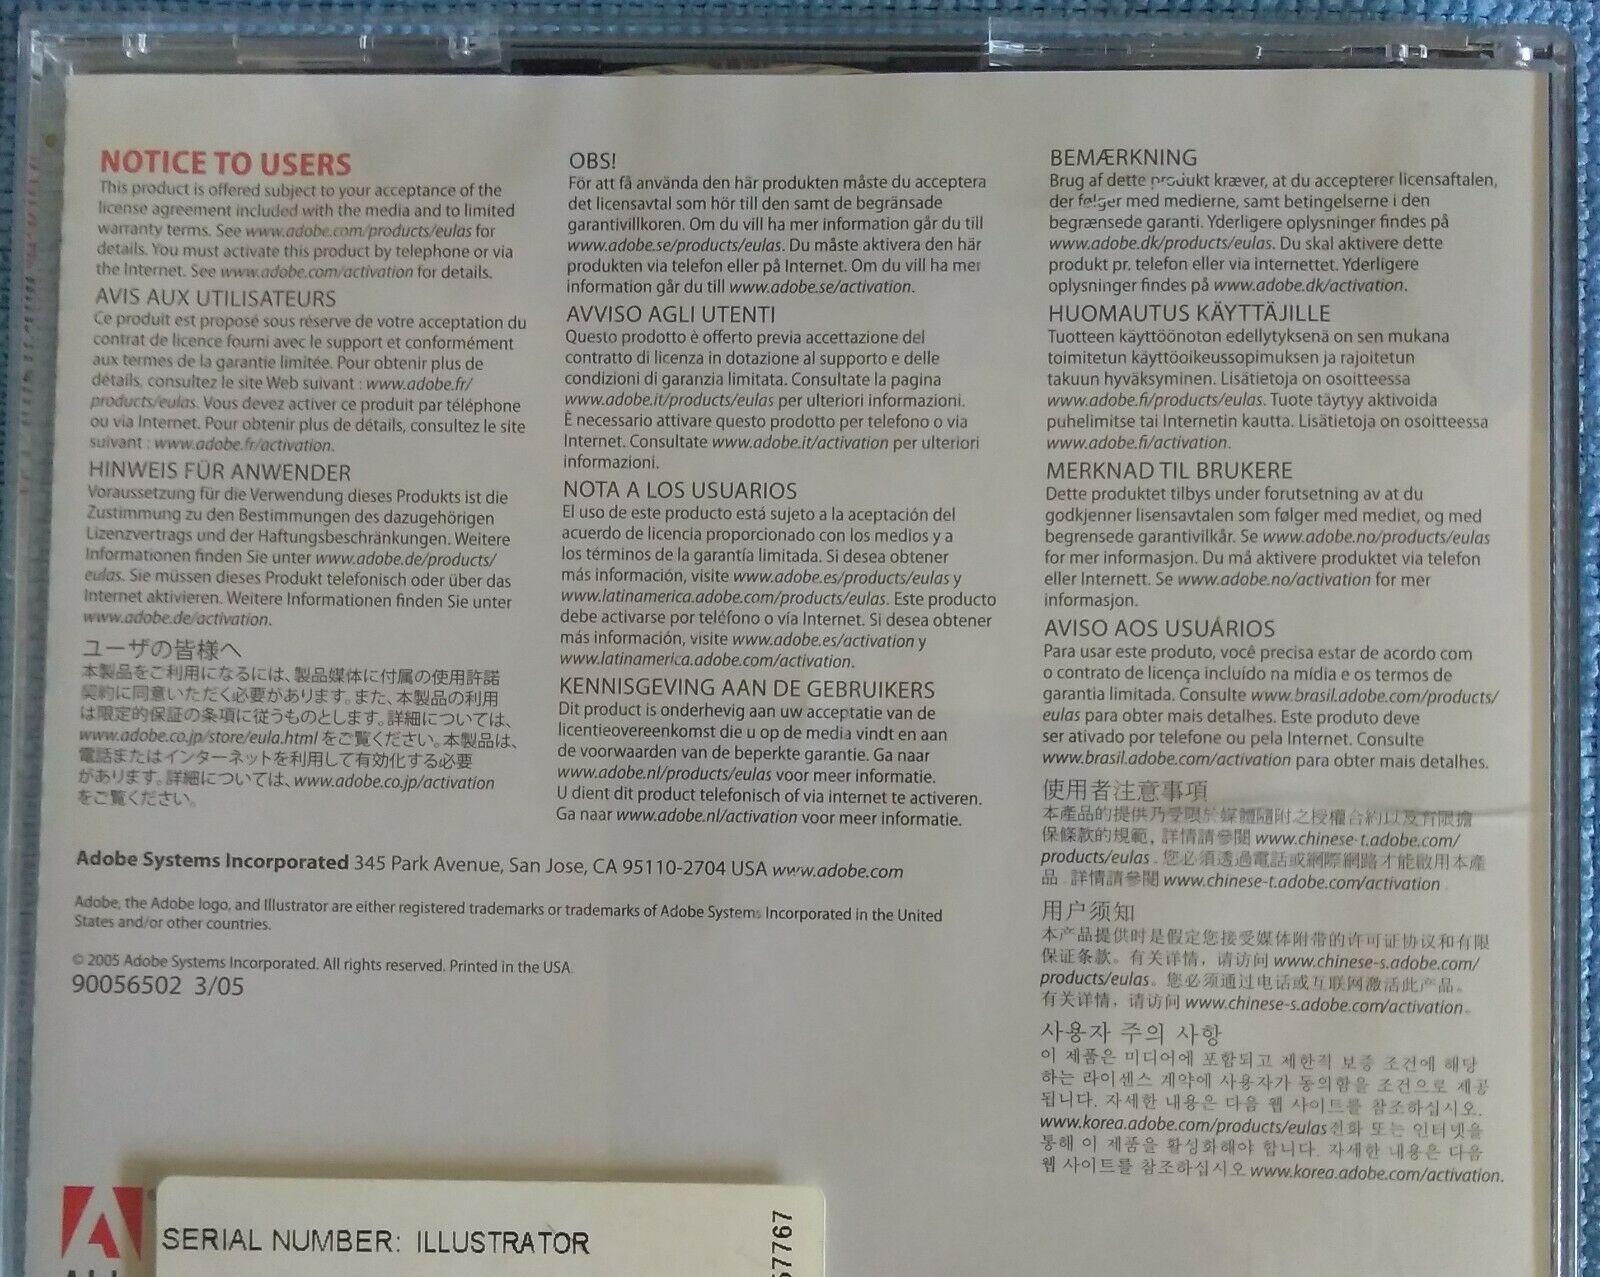 NOTICE TO USERS
This product is offered subject to your acceptance of the
license agreement included with the media and to limited
warranty terms. See www.adobe.com/products/eulas for
details. You must activate this product by telephone or via
the Internet. See www.adobe.com/activation for details.
AVIS AUX UTILISATEURS
Ce produit est proposé sous réserve de votre acceptation du
contrat de licence fourni avec le support et conformément
aux termes de la garantie limitée. Pour obtenir plus de
détails, consultez le site Web suivant : www.adobe.fr/
products/eulas. Vous devez activer ce produit par téléphone
ou via Internet. Pour obtenir plus de détails, consultez le site
suivant : www.adobe.fr/activation.
HINWEIS FÜR ANWENDER
Voraussetzung für die Verwendung dieses Produkts ist die
Zustimmung zu den Bestimmungen des dazugehörigen
Lizenzvertrags und der Haftungsbeschränkungen. Weitere
Informationen finden Sie unter www.adobe.de/products/
eulas. Sie müssen dieses Produkt telefonisch oder über das
Internet aktivieren. Weitere Informationen finden Sie unter
www.adobe.de/activation.
ユーザの皆様へ
本製品をご利用になるには、製品媒体に付属の使用許諾
契約に同意いただく必要があります。また、本製品の利用
は限定的保証の条項に従うものとします。詳細については、
www.adobe.co.jp/store/eula.html をご覧ください。本製品は、
電話またはインターネットを利用して有効化する必要
があります。詳細については、www.adobe.co.jp/activation
をご覧ください。
OBS!
För att få använda den här produkten måste du acceptera
det licensavtal som hör till den samt de begränsade
garantivillkoren. Om du vill ha mer information går du till
www.adobe.se/products/eulas. Du måste aktivera den här
produkten via telefon eller på Internet. Om du vill ha mer
information går du till www.adobe.se/activation.
AVVISO AGLI UTENTI
Questo prodotto è offerto previa accettazione del
contratto di licenza in dotazione al supporto e delle
condizioni di garanzia limitata. Consultate la pagina
www.adobe.it/products/eulas per ulteriori informazioni.
È necessario attivare questo prodotto per telefono o via
Internet. Consultate www.adobe.it/activation per ulteriori
informazioni.
NOTA A LOS USUARIOS
El uso de este producto está sujeto a la aceptación del
acuerdo de licencia proporcionado con los medios y a
los términos de la garantía limitada. Si desea obtener
más información, visite www.adobe.es/products/eulas y
www.latinamerica.adobe.com/products/eulas. Este producto
debe activarse por teléfono o vía Internet. Si desea obtener
más información, visite www.adobe.es/activation y
www.latinamerica.adobe.com/activation.
KENNISGEVING AAN DE GEBRUIKERS
Dit product is onderhevig aan uw acceptatie van de
licentieovereenkomst die u op de media vindt en aan
de voorwaarden van de beperkte garantie. Ga naar
www.adobe.nl/products/eulas voor meer informatie.
U dient dit product telefonisch of via internet te activeren.
Ga naar www.adobe.nl/activation voor meer informatie.
BEMÆRKNING
Brug af dette produkt kræver, at du accepterer licensaftalen,
der følger med medierne, samt betingelserne i den
begrænsede garanti. Yderligere oplysninger findes på
www.adobe.dk/products/eulas. Du skal aktivere dette
produkt pr. telefon eller via internettet. Yderligere
oplysninger findes på www.adobe.dk/activation.
HUOMAUTUS KÄYTTÄJILLE
Tuotteen käyttöönoton edellytyksenä on sen mukana
toimitetun käyttöoikeussopimuksen ja rajoitetun
takuun hyväksyminen. Lisätietoja on osoitteessa
www.adobe.fi/products/eulas. Tuote täytyy aktivoida
puhelimitse tai Internetin kautta. Lisätietoja on osoitteessa
www.adobe.fi/activation.
MERKNAD TIL BRUKERE
Dette produktet tilbys under forutsetning av at du
godkjenner lisensavtalen som følger med mediet, og med
begrensede garantivilkår. Se www.adobe.no/products/eulas
for mer informasjon. Du må aktivere produktet via telefon
eller Internett. Se www.adobe.no/activation for mer
informasjon.
AVISO AOS USUÁRIOS
Para usar este produto, você precisa estar de acordo com
o contrato de licença incluído na mídia e os termos de
garantia limitada. Consulte www.brasil.adobe.com/products/
eulas para obter mais detalhes. Este produto deve
ser ativado por telefone ou pela Internet. Consulte
www.brasil.adobe.com/activation para obter mais detalhes.
使用者注意事項
本產品的提供乃受限於媒體隨附之授權合約以及有限擔
保條款的規範，詳情請參閱 www.chinese-t.adobe.com/
products/eulas。您必須透過電話或網際網路才能啟用本產
品。詳情請參閱 www.chinese-t.adobe.com/activation。
用户须知
本产品提供时是假定您接受媒体附带的许可证协议和有限
保证条款。有关详情，请访问 www.chinese-s.adobe.com/
products/eulas。您必须通过电话或互联网激活此产品。
有关详情，请访问 www.chinese-s.adobe.com/activation。
사용자 주의 사항
이 제품은 미디어에 포함되고 제한적 보증 조건에 해당
하는 라이센스 계약에 사용자가 동의함을 조건으로 제공
됩니다. 자세한 내용은 다음 웹 사이트를 참조하십시오.
www.korea.adobe.com/products/eulas 전화 또는 인터넷을
통해 이 제품을 활성화해야 합니다. 자세한 내용은 다음
웹 사이트를 참조하십시오 www.korea.adobe.com/activation.
Adobe Systems Incorporated 345 Park Avenue, San Jose, CA 95110-2704 USA www.adobe.com
Adobe, the Adobe logo, and Illustrator are either registered trademarks or trademarks of Adobe Systems Incorporated in the United
States and/or other countries.
© 2005 Adobe Systems Incorporated. All rights reserved. Printed in the USA.
90056502 3/05
SERIAL NUMBER: ILLUSTRATOR